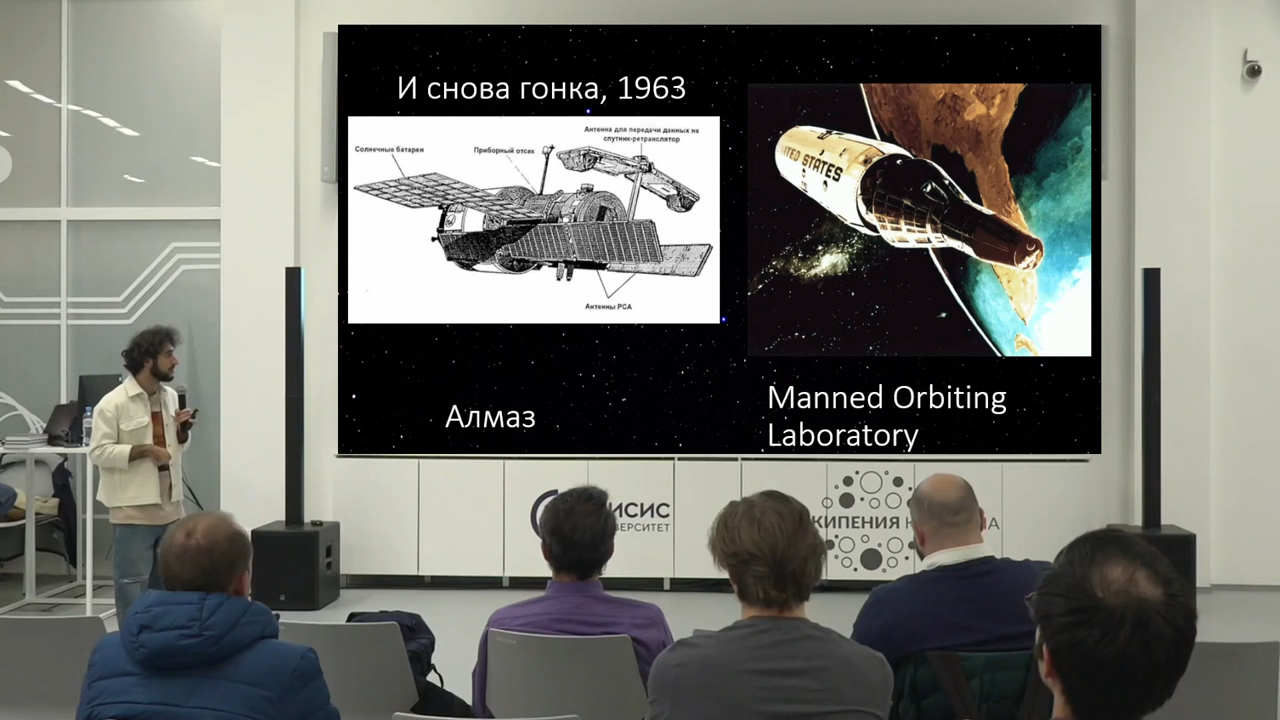 И снова гонка, 1963
Антенна для передачи данных на
спутник-ретранслятор
Солнечные батареи
Приборный отсек
Антенны РСА
UNITED STATES
Алмаз
Manned Orbiting
Laboratory
КИПЕНИЯ